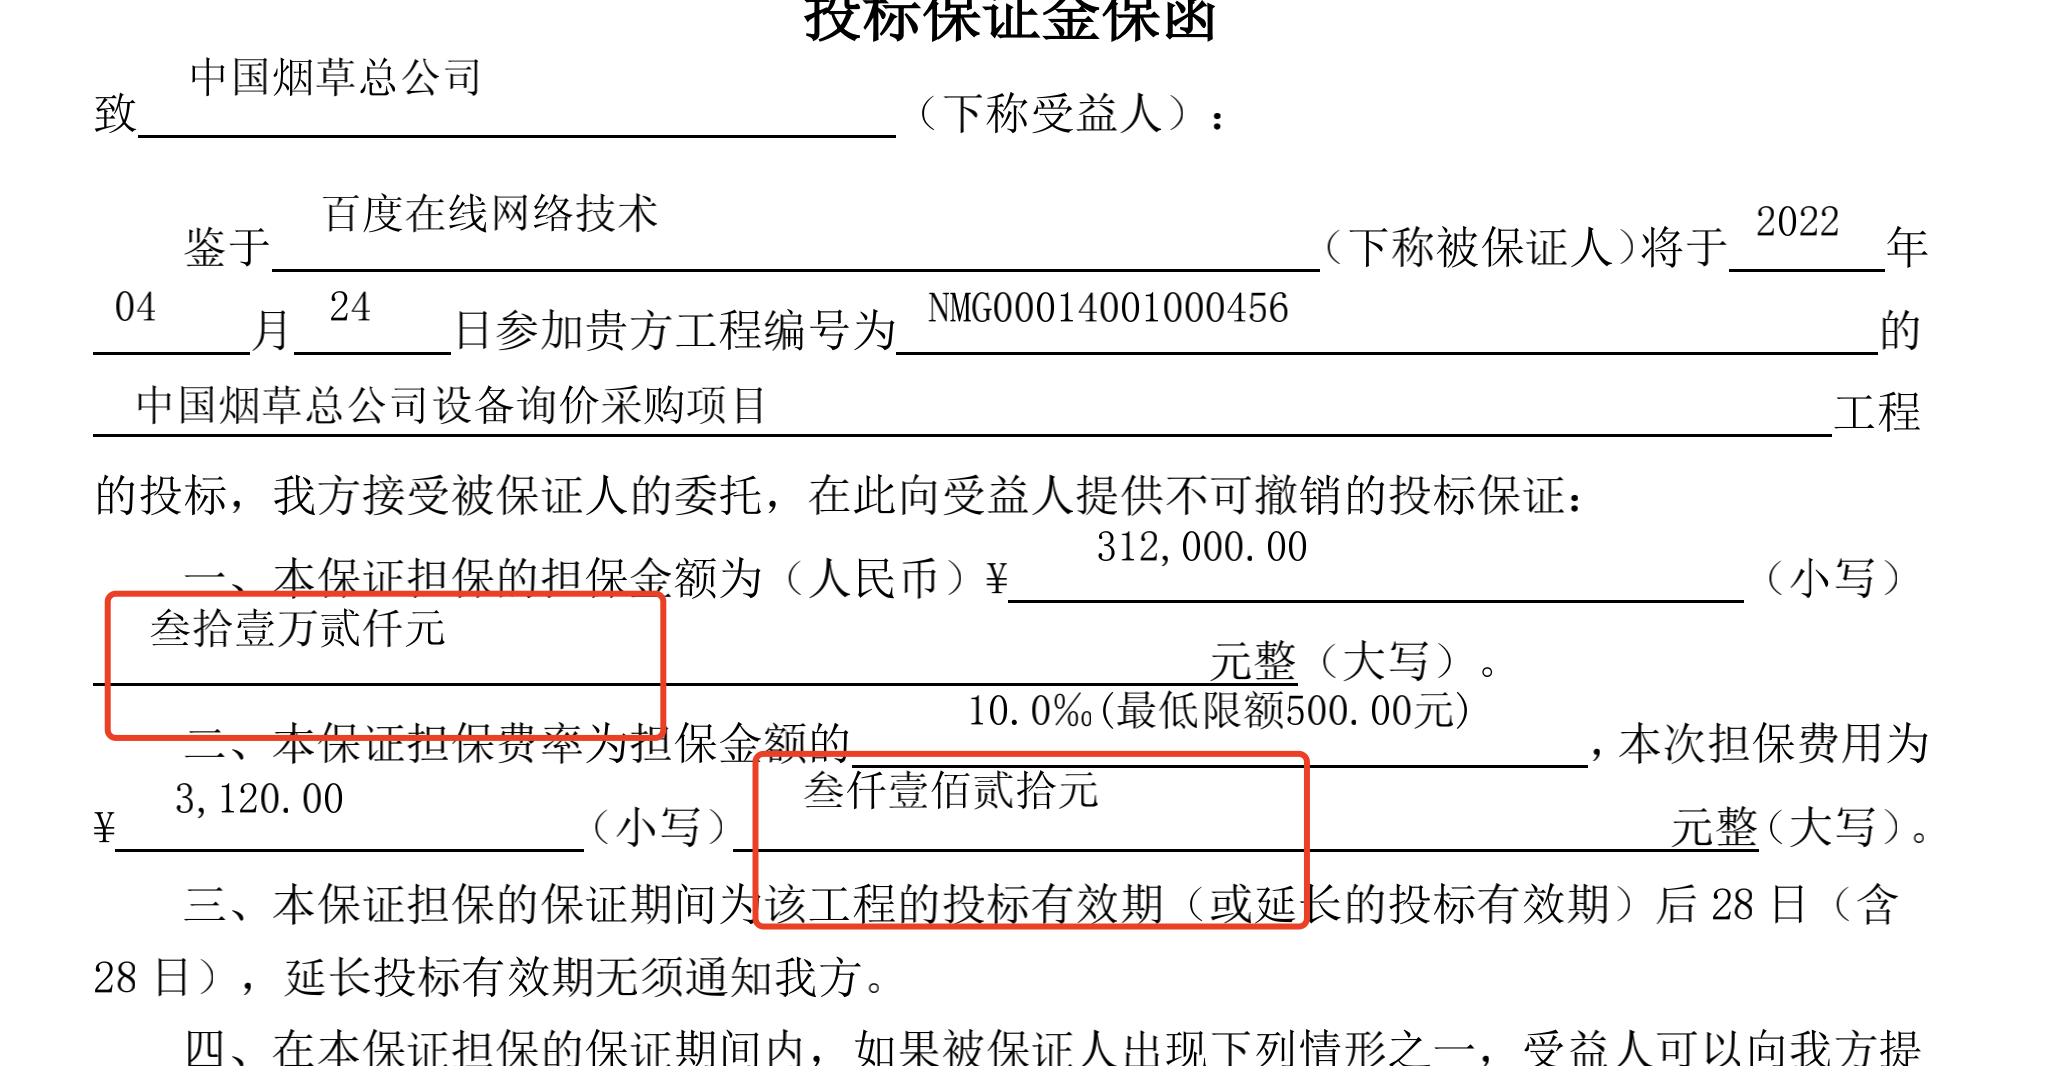 投标保证金保函
致 中国烟草总公司 （下称受益人）：
鉴于 百度在线网络技术 （下称被保证人）将于 2022 年
04 月 24 日参加贵方工程编号为 NMG00014001000456 的
中国烟草总公司设备询价采购项目 工程
的投标，我方接受被保证人的委托，在此向受益人提供不可撤销的投标保证：
一、本保证担保的担保金额为（人民币）¥ 312,000.00 （小写）
叁拾壹万贰仟元 元整（大写）。
二、本保证担保费率为担保金额的 10.0‰(最低限额500.00元) ，本次担保费用为
¥ 3,120.00 （小写） 叁仟壹佰贰拾元 元整（大写）。
三、本保证担保的保证期间为该工程的投标有效期（或延长的投标有效期）后 28 日（含
28 日），延长投标有效期无须通知我方。
四、在本保证担保的保证期间内，如果被保证人出现下列情形之一，受益人可以向我方提